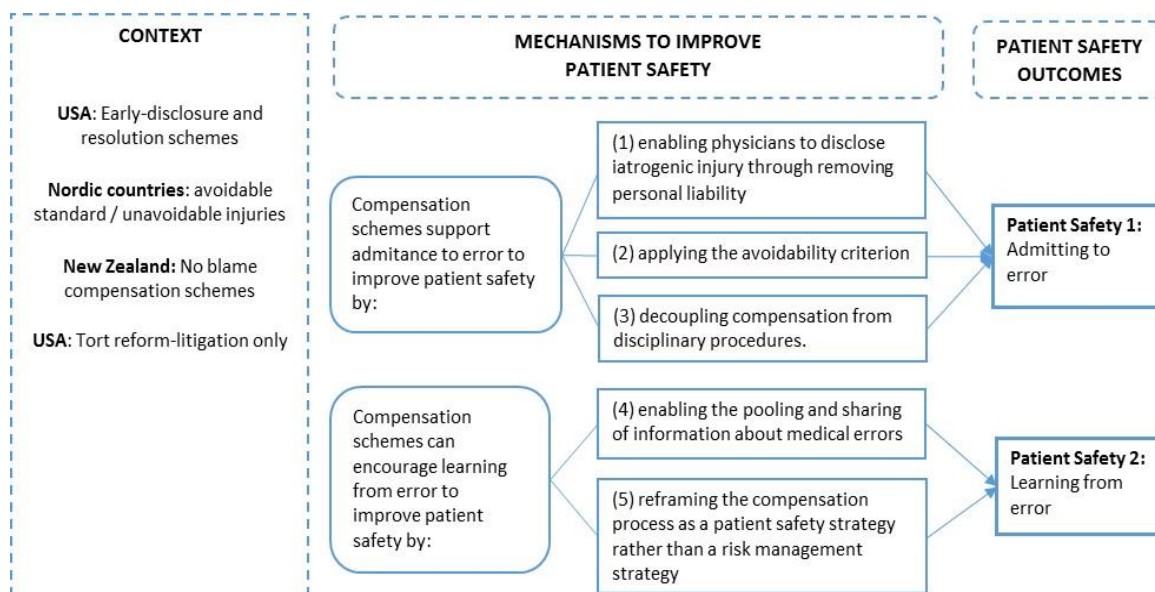 CONTEXT
USA: Early-disclosure and
resolution schemes
Nordic countries: avoidable
standard / unavoidable injuries
New Zealand: No blame
compensation schemes
USA: Tort reform-litigation only
MECHANISMS TO IMPROVE
PATIENT SAFETY
Compensation
schemes support
admittance to error to
improve patient safety
by:
(1) enabling physicians to disclose
iatrogenic injury through removing
personal liability
(2) applying the avoidability criterion
(3) decoupling compensation from
disciplinary procedures.
Compensation
schemes can
encourage learning
from error to
improve patient
safety by:
(4) enabling the pooling and sharing
of information about medical errors
(5) reframing the compensation
process as a patient safety strategy
rather than a risk management
strategy
PATIENT SAFETY
OUTCOMES
Patient Safety 1:
Admitting to
error
Patient Safety 2:
Learning from
error